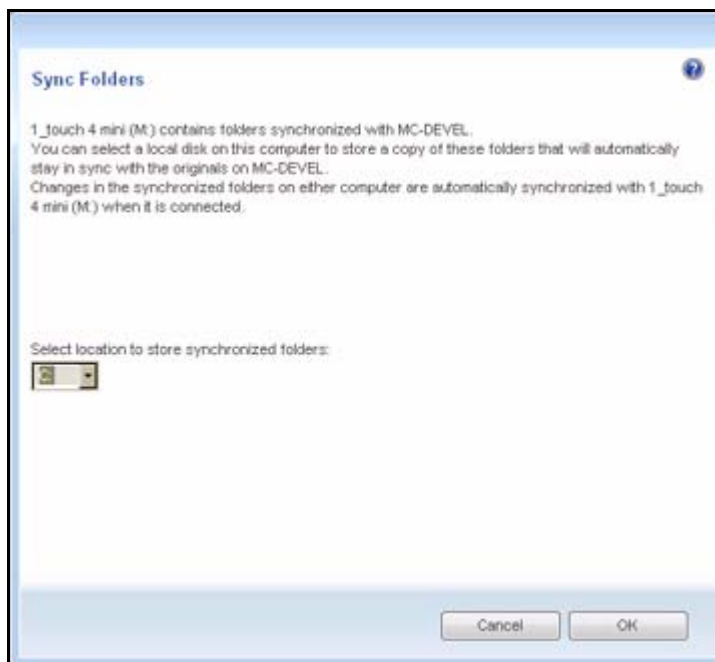 Sync Folders
1_touch 4 mini (M:) contains folders synchronized with MC-DEVEL.
You can select a local disk on this computer to store a copy of these folders that will automatically
stay in sync with the originals on MC-DEVEL.
Changes in the synchronized folders on either computer are automatically synchronized with 1_touch
4 mini (M:) when it is connected.
Select location to store synchronized folders:
Cancel
OK